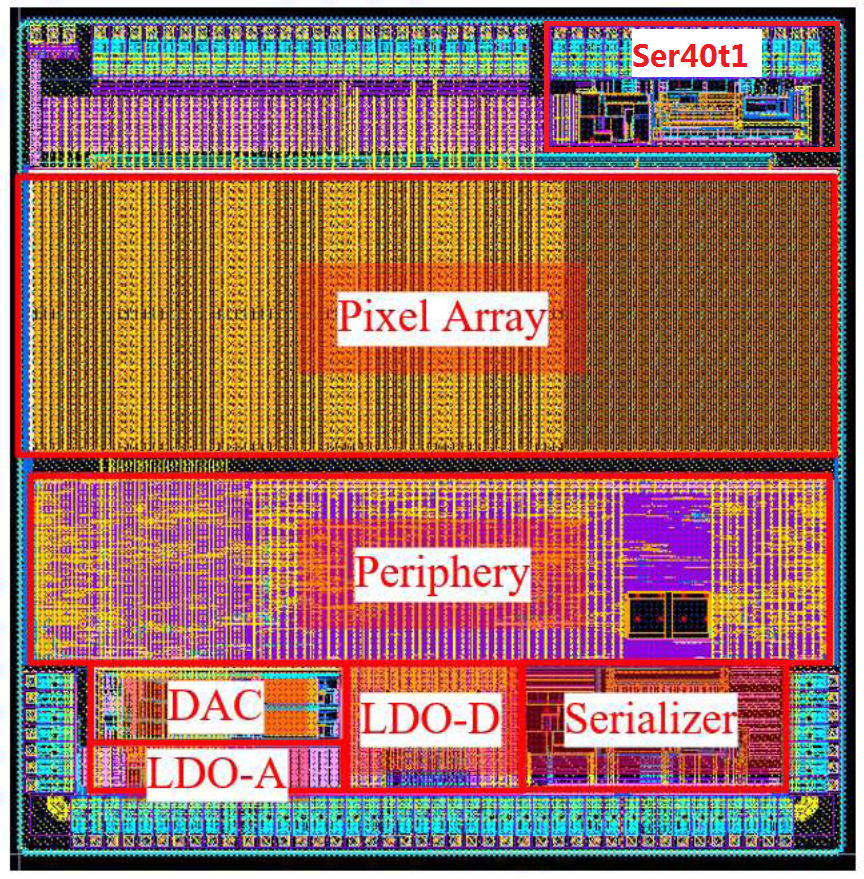 Ser40t1
Pixel Array
Periphery
DAC
LDO-D
Serializer
LDO-A